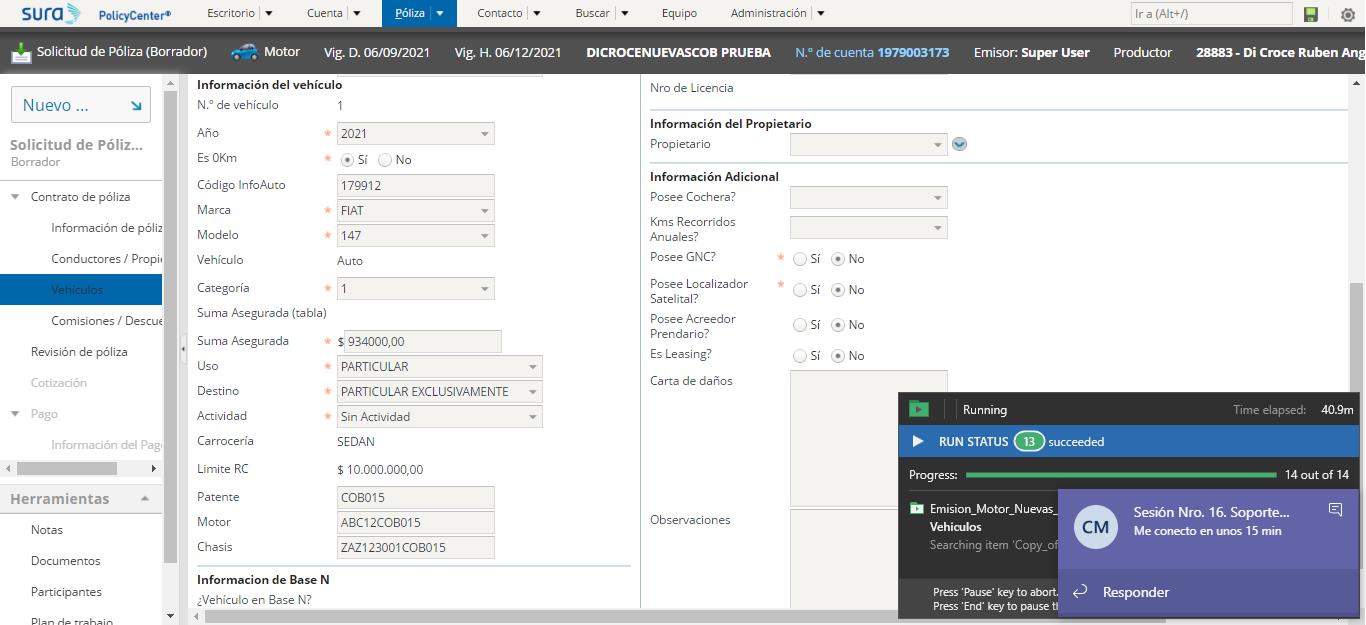 sura PolicyCenter® Escritorio Cuenta Póliza Contacto Buscar Equipo Administración Ir a (Alt+/)
Solicitud de Póliza (Borrador) Motor Vig. D. 06/09/2021 Vig. H. 06/12/2021 DICROCENUEVASCOB PRUEBA N.º de cuenta 1979003173 Emisor: Super User Productor 28883 - Di Croce Ruben Ang
Nuevo ...
Solicitud de Póliz...
Borrador
Contrato de póliza
Información de póliz
Conductores / Propie
Vehículos
Comisiones / Descue
Revisión de póliza
Cotización
Pago
Información del Pago
Herramientas
Notas
Documentos
Participantes
Plan de trabajo
Información del vehículo
N.º de vehículo 1
Año * 2021
Es 0Km * Sí No
Código InfoAuto 179912
Marca * FIAT
Modelo * 147
Vehículo Auto
Categoría * 1
Suma Asegurada (tabla)
Suma Asegurada * $ 934000,00
Uso * PARTICULAR
Destino * PARTICULAR EXCLUSIVAMENTE
Actividad * Sin Actividad
Carrocería SEDAN
Limite RC $ 10.000.000,00
Patente COB015
Motor ABC12COB015
Chasis ZAZ123001COB015
Informacion de Base N
¿Vehículo en Base N?
Nro de Licencia
Información del Propietario
Propietario
Información Adicional
Posee Cochera?
Kms Recorridos
Anuales?
Posee GNC? * Sí No
Posee Localizador * Sí No
Satelital?
Posee Acreedor Sí No
Prendario?
Es Leasing? Sí No
Carta de daños
Observaciones
Running Time elapsed: 40.9m
RUN STATUS 13 succeeded
Progress: 14 out of 14
Emision_Motor_Nuevas_
Vehiculos
Searching item 'Copy_of
Press 'Pause' key to abort.
Press 'End' key to pause th
CM
Sesión Nro. 16. Soporte...
Me conecto en unos 15 min
Responder